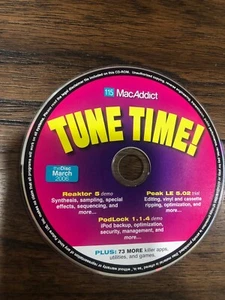 115 MacAddict
TUNE TIME!
theDisc
March
2006
Reaktor 5 demo
Synthesis, sampling, special
effects, sequencing, and
more...
Peak LE 5.02 trial
Editing, vinyl and cassette
ripping, optimization, and
more...
PodLock 1.1.4 demo
iPod backup, optimization,
security, management, and
more...
PLUS: 73 MORE killer apps,
utilities, and games.